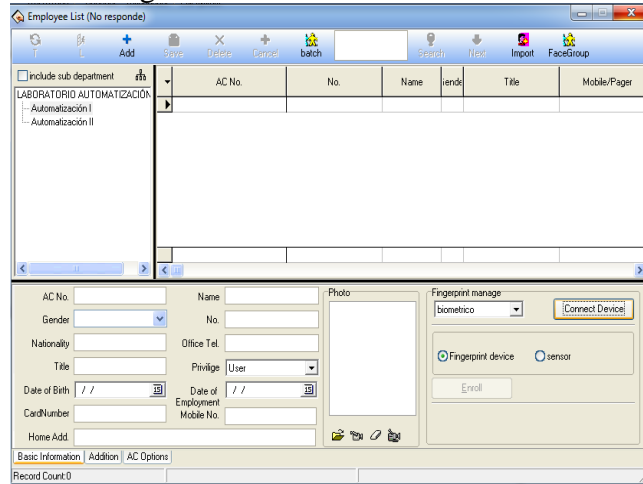 Employee List (No responde)
Add Save Delete Cancel batch Search Next Import FaceGroup
include sub department
AC No. No. Name iende Title Mobile/Pager
LABORATORIO AUTOMATIZACIÓN
Automatización I
Automatización II
AC No. Name Photo Fingerprint manage
biometrico Connect Device
Gender No.
Nationality Office Tel.
Fingerprint device sensor
Title Privilige User
Enroll
Date of Birth / / 15 Date of Employment / / 15
CardNumber Mobile No.
Home Add.
Basic Information Addition AC Options
Record Count:0